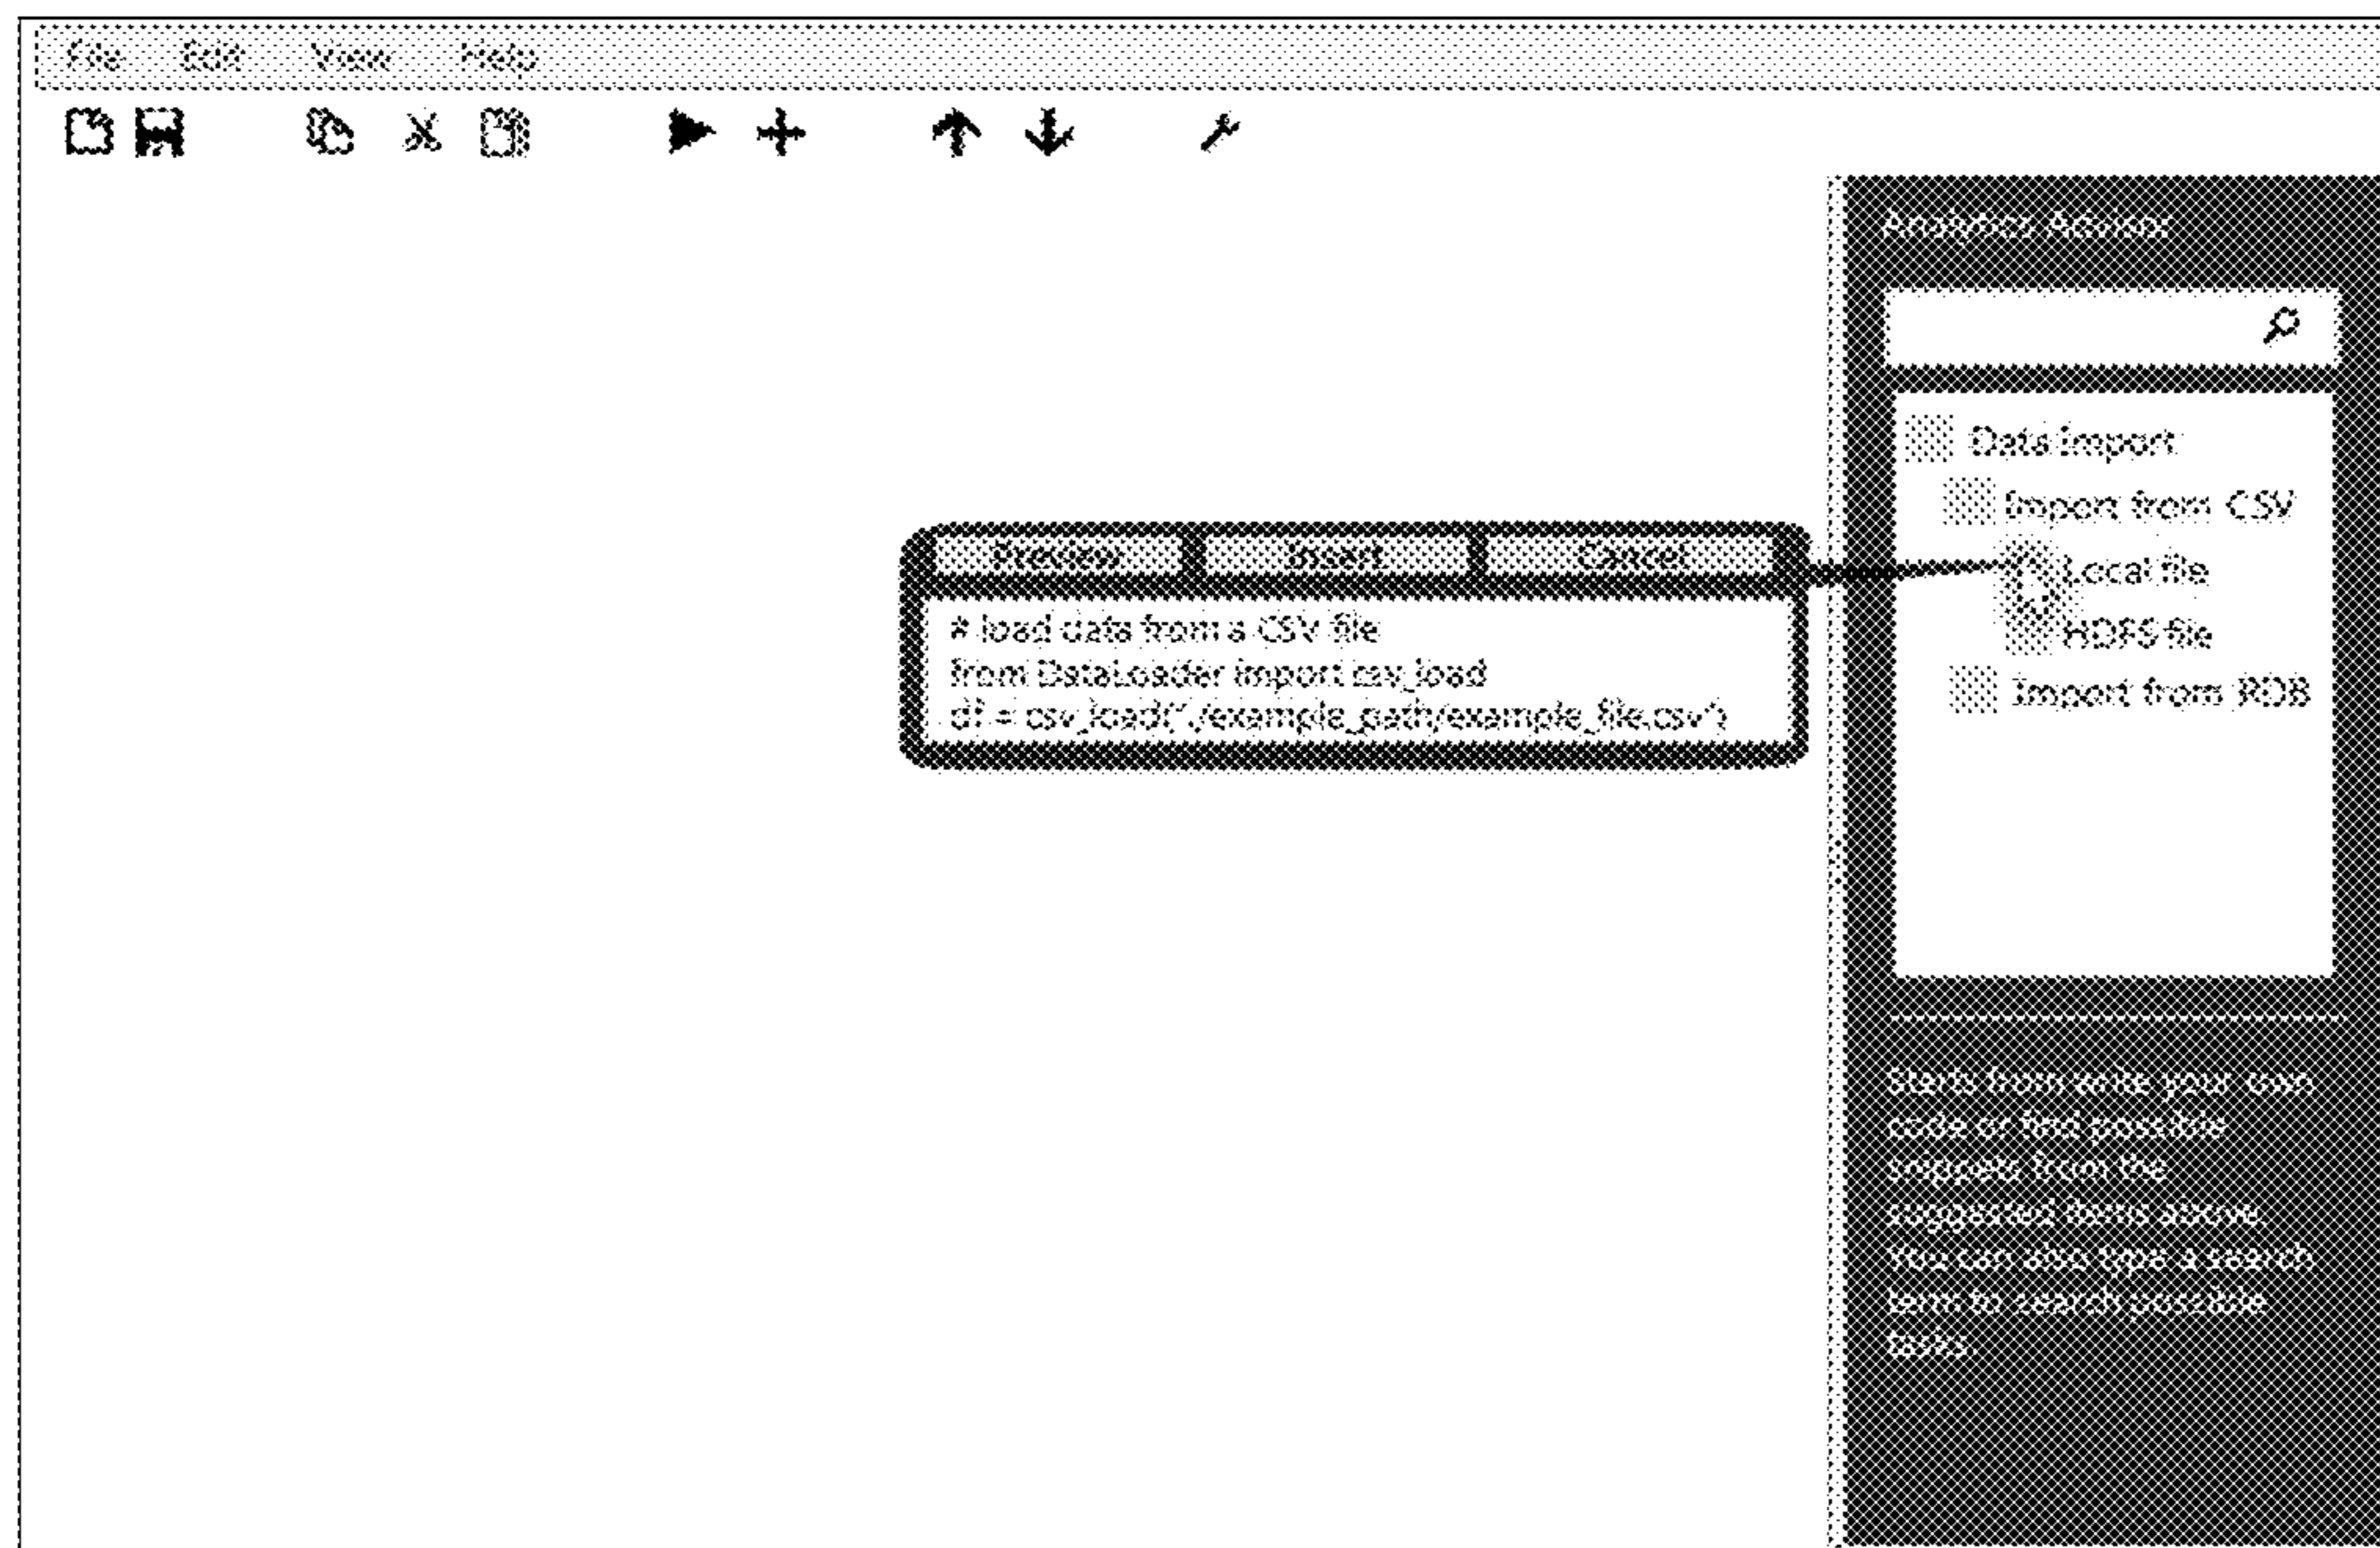 File Edit View Help
Analytics Advisor
Data Import
Import from CSV
Local file
HDFS file
Import from RDB
Preview Insert Cancel
# load data from a CSV file
from DataLoader import csv_load
df = csv_load('./example_path/example_file.csv')
Starts from write your own
code or find possible
snippets from the
suggested items above.
You can also type a search
term to search possible
tasks.